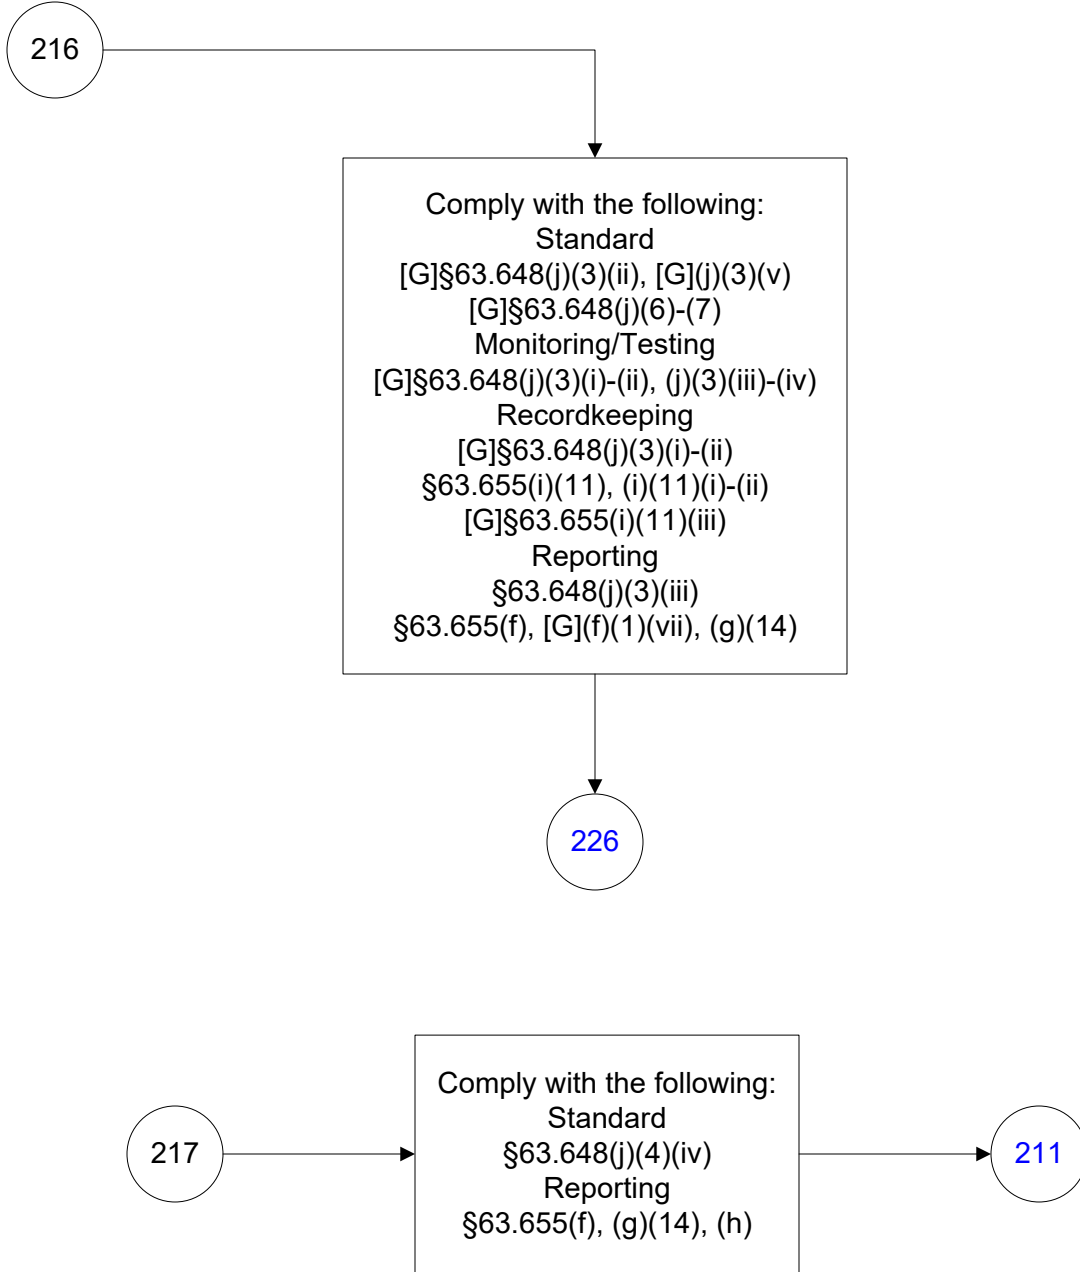 216
Comply with the following:
Standard
[G]§63.648(j)(3)(ii), [G](j)(3)(v)
[G]§63.648(j)(6)-(7)
Monitoring/Testing
[G]§63.648(j)(3)(i)-(ii), (j)(3)(iii)-(iv)
Recordkeeping
[G]§63.648(j)(3)(i)-(ii)
§63.655(i)(11), (i)(11)(i)-(ii)
[G]§63.655(i)(11)(iii)
Reporting
§63.648(j)(3)(iii)
§63.655(f), [G](f)(1)(vii), (g)(14)
226
217
Comply with the following:
Standard
§63.648(j)(4)(iv)
Reporting
§63.655(f), (g)(14), (h)
211